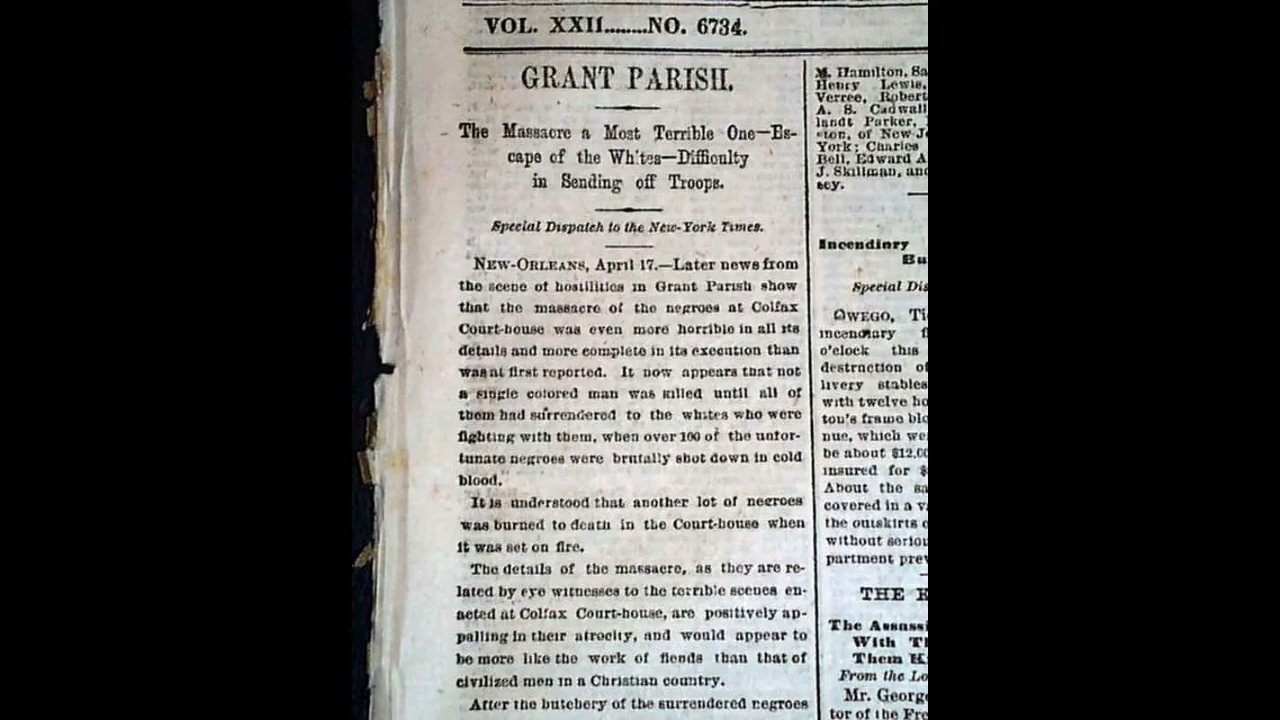 VOL. XXII........NO. 6734.
GRANT PARISH.
The Massacre a Most Terrible One—Es-
cape of the Whites—Difficulty
in Sending off Troops.
Special Dispatch to the New-York Times.
NEW-ORLEANS, April 17.—Later news from
the scene of hostilities in Grant Parish show
that the massacre of the negroes at Colfax
Court-house was even more horrible in all its
details and more complete in its execution than
was at first reported. It now appears that not
a single colored man was killed until all of
them had surrendered to the whites who were
fighting with them, when over 100 of the unfor-
tunate negroes were brutally shot down in cold
blood.
It is understood that another lot of negroes
was burned to death in the Court-house when
it was set on fire.
The details of the massacre, as they are re-
lated by eye witnesses to the terrible scenes en-
acted at Colfax Court-house, are positively ap-
palling in their atrocity, and would appear to
be more like the work of fiends than that of
civilized men in a Christian country.
After the butchery of the surrendered negroes
M. Hamilton, Sa
Henry Lewis,
Verree, Robert
A. S. Cadwall
landt Parker,
ston, of New-J
York; Charles
Bell, Edward A
J. Skillman, and
sey.
Incendiary
Bu
Special Dis
OWEGO, Ti
incendiary f
o'clock this
destruction of
livery stables
with twelve ho
ton's frame blo
nue, which we
be about $12,00
insured for $
About the sa
covered in a v
the outskirts o
without seriou
partment prev
THE
The Assassi
With Th
Them K
From the Lo
Mr. George
tor of the Fre